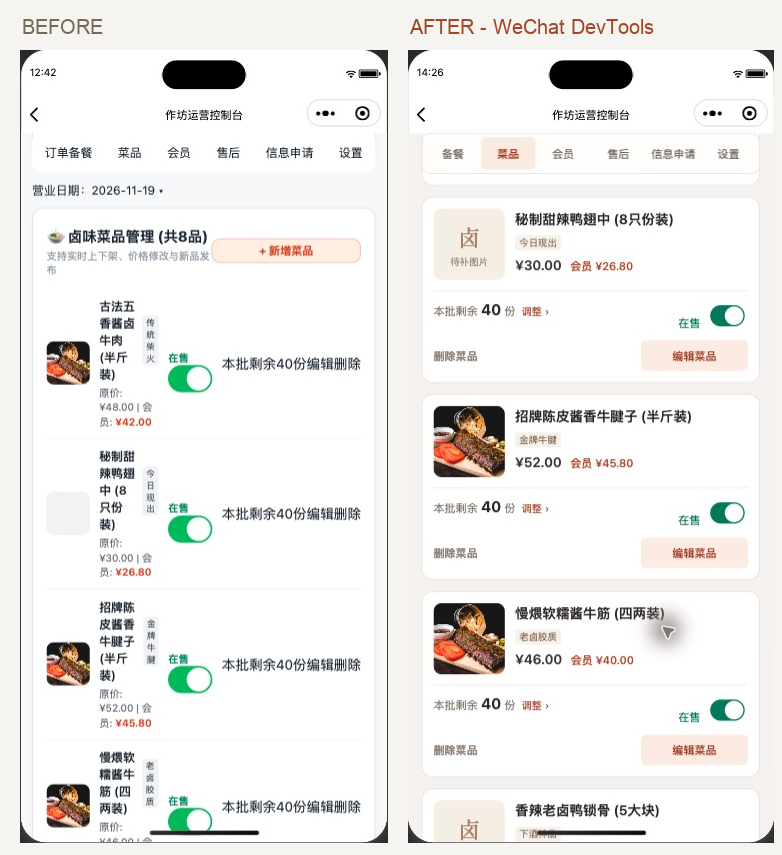 BEFORE
12:42
作坊运营控制台
订单备餐 菜品 会员 售后 信息申请 设置
营业日期：2026-11-19
卤味菜品管理 (共8品)
支持实时上下架、价格修改与新品发
布
+ 新增菜品
古法五
香酱卤
牛肉
(半斤
装)
传统柴火
原价:
¥48.00 | 会
员: ¥42.00
在售
本批剩余40份编辑删除
秘制甜
辣鸭翅
中 (8
只份
装)
今日现出
原价:
¥30.00 | 会
员: ¥26.80
在售
本批剩余40份编辑删除
招牌陈
皮酱香
牛腱子
(半斤
装)
金牌牛腱
原价:
¥52.00 | 会
员: ¥45.80
在售
本批剩余40份编辑删除
慢煨软
糯酱牛
筋 (四
两装)
老卤胶质
原价:
¥46.00 | 会
在售
本批剩余40份编辑删除
AFTER - WeChat DevTools
14:26
作坊运营控制台
备餐 菜品 会员 售后 信息申请 设置
卤
待补图片
秘制甜辣鸭翅中 (8只份装)
今日现出
¥30.00 会员 ¥26.80
本批剩余 40 份 调整 ›
在售
删除菜品 编辑菜品
招牌陈皮酱香牛腱子 (半斤装)
金牌牛腱
¥52.00 会员 ¥45.80
本批剩余 40 份 调整 ›
在售
删除菜品 编辑菜品
慢煨软糯酱牛筋 (四两装)
老卤胶质
¥46.00 会员 ¥40.00
本批剩余 40 份 调整 ›
在售
删除菜品 编辑菜品
卤
香辣老卤鸭锁骨 (5大块)